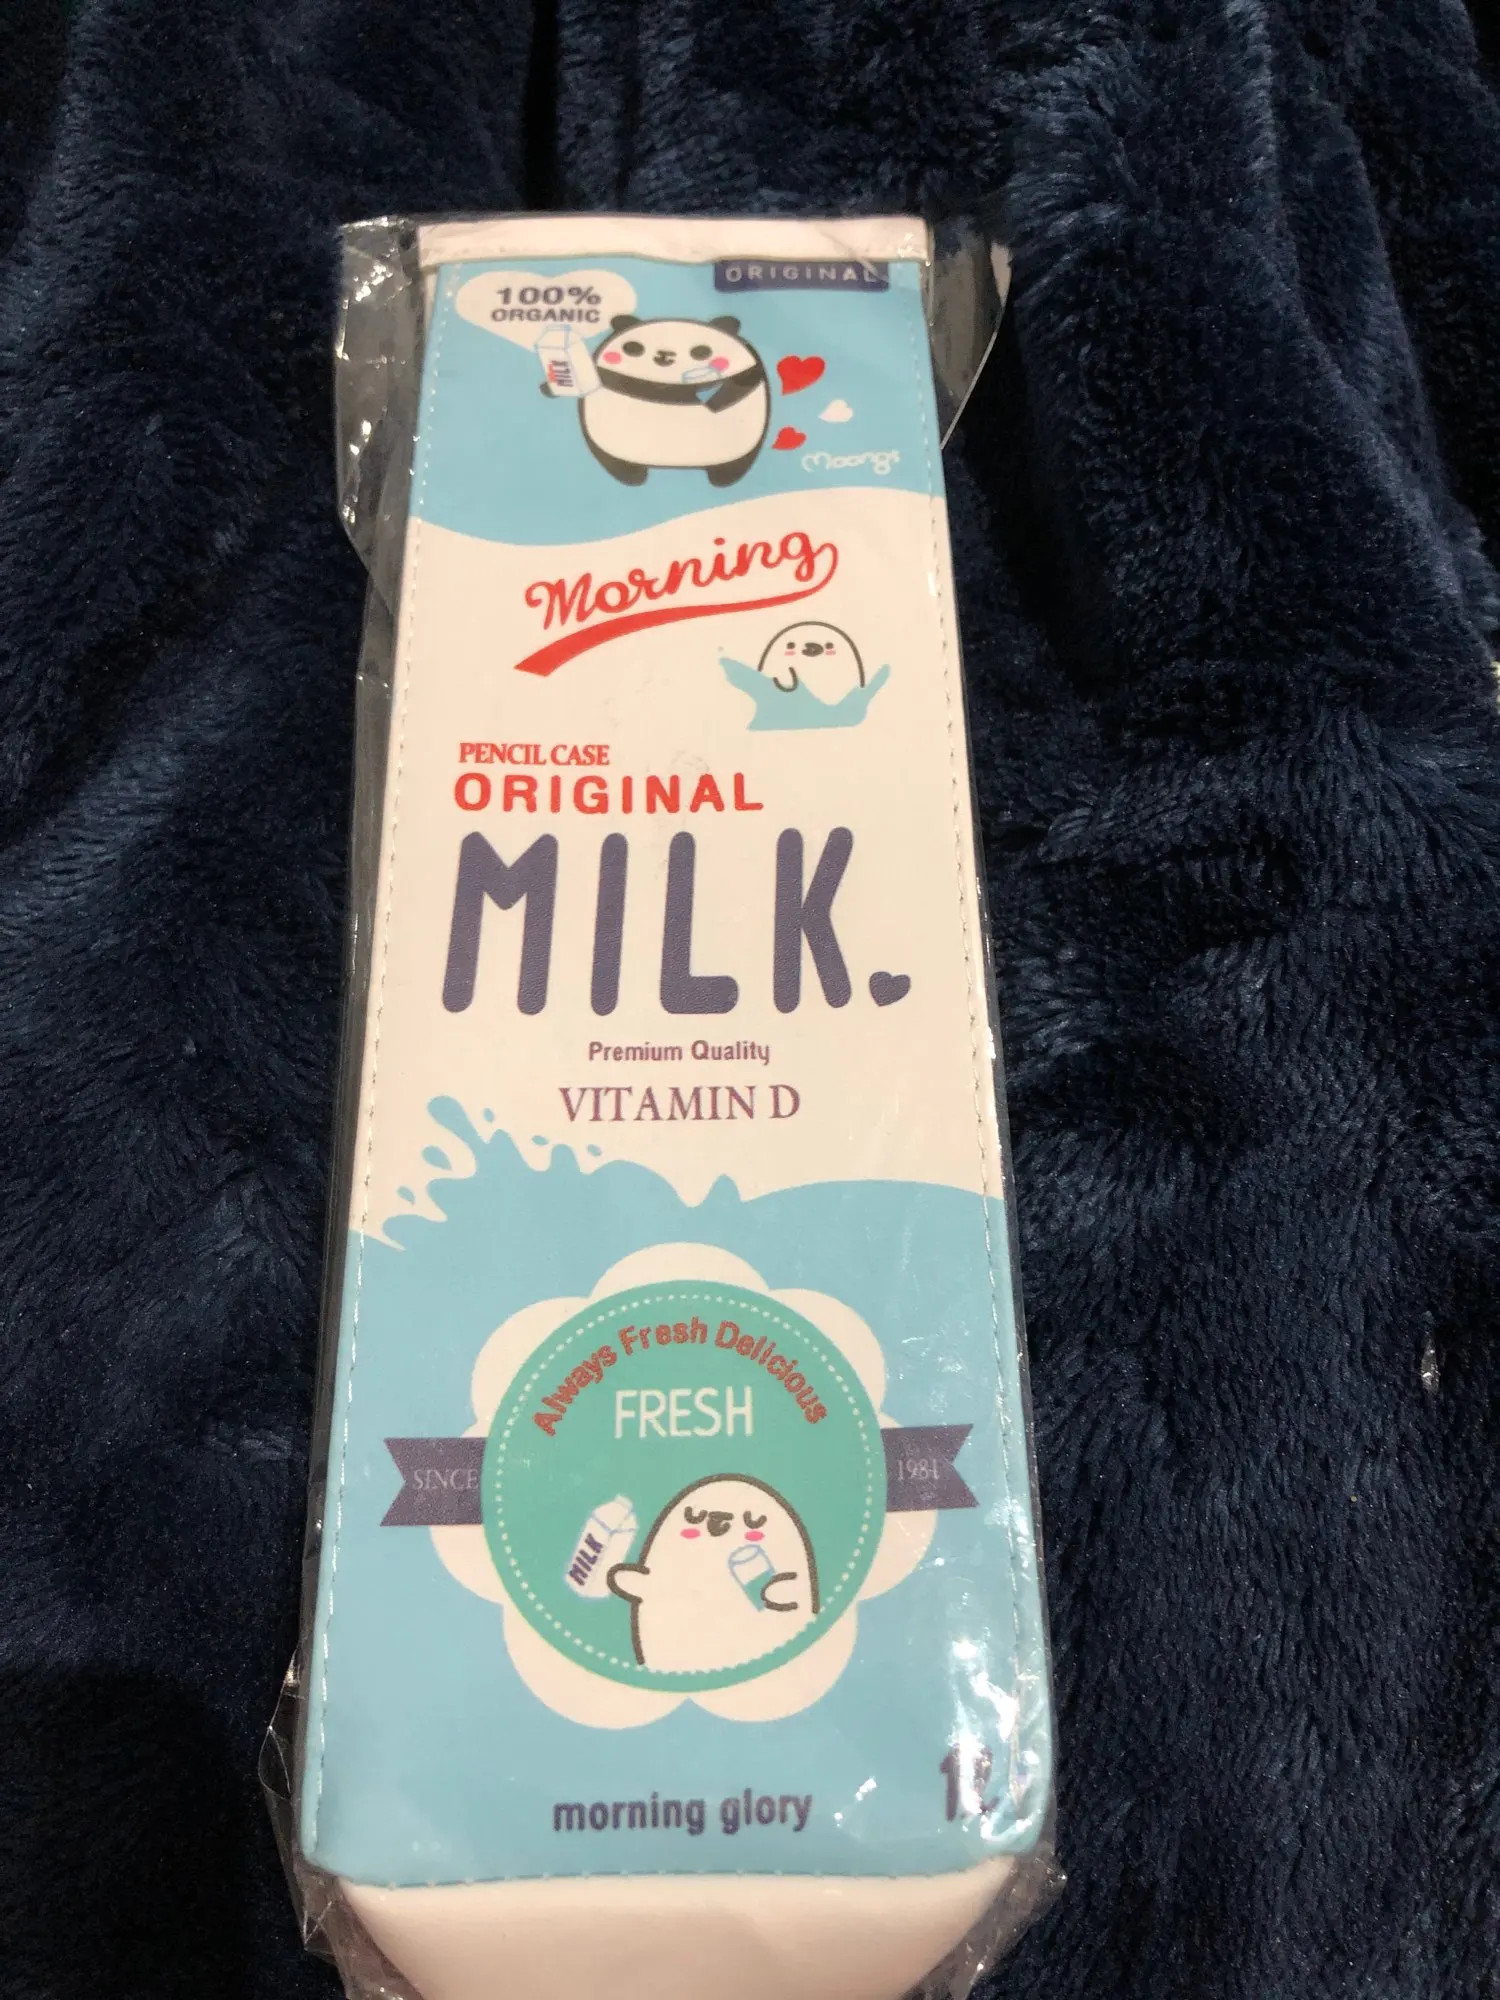 ORIGINAL
100%
ORGANIC
MILK
Moongs
Morning
PENCIL CASE
ORIGINAL
MILK
Premium Quality
VITAMIN D
Always Fresh Delicious
FRESH
SINCE
1981
MILK
morning glory